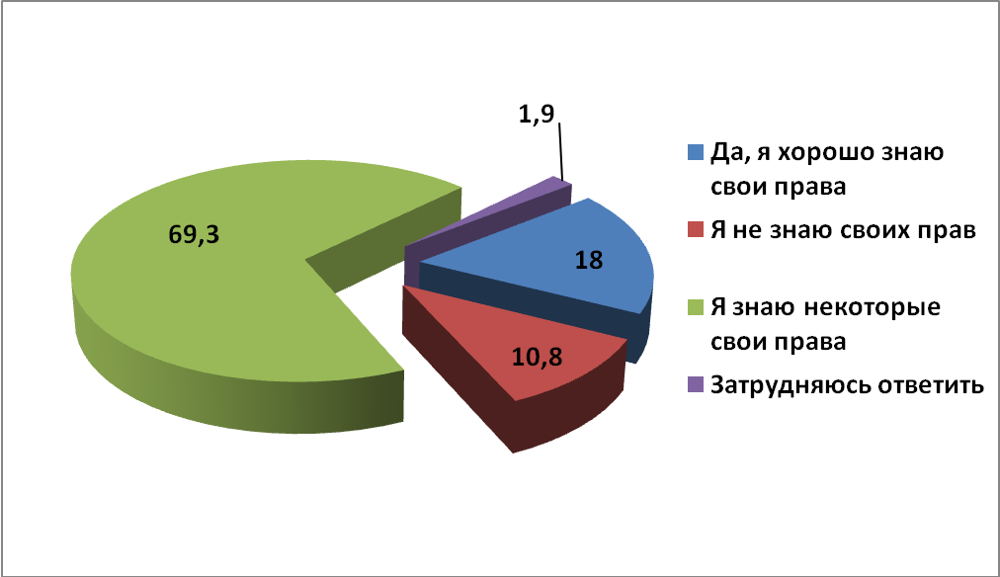 1,9
69,3
18
10,8
Да, я хорошо знаю
свои права
Я не знаю своих прав
Я знаю некоторые
свои права
Затрудняюсь ответить